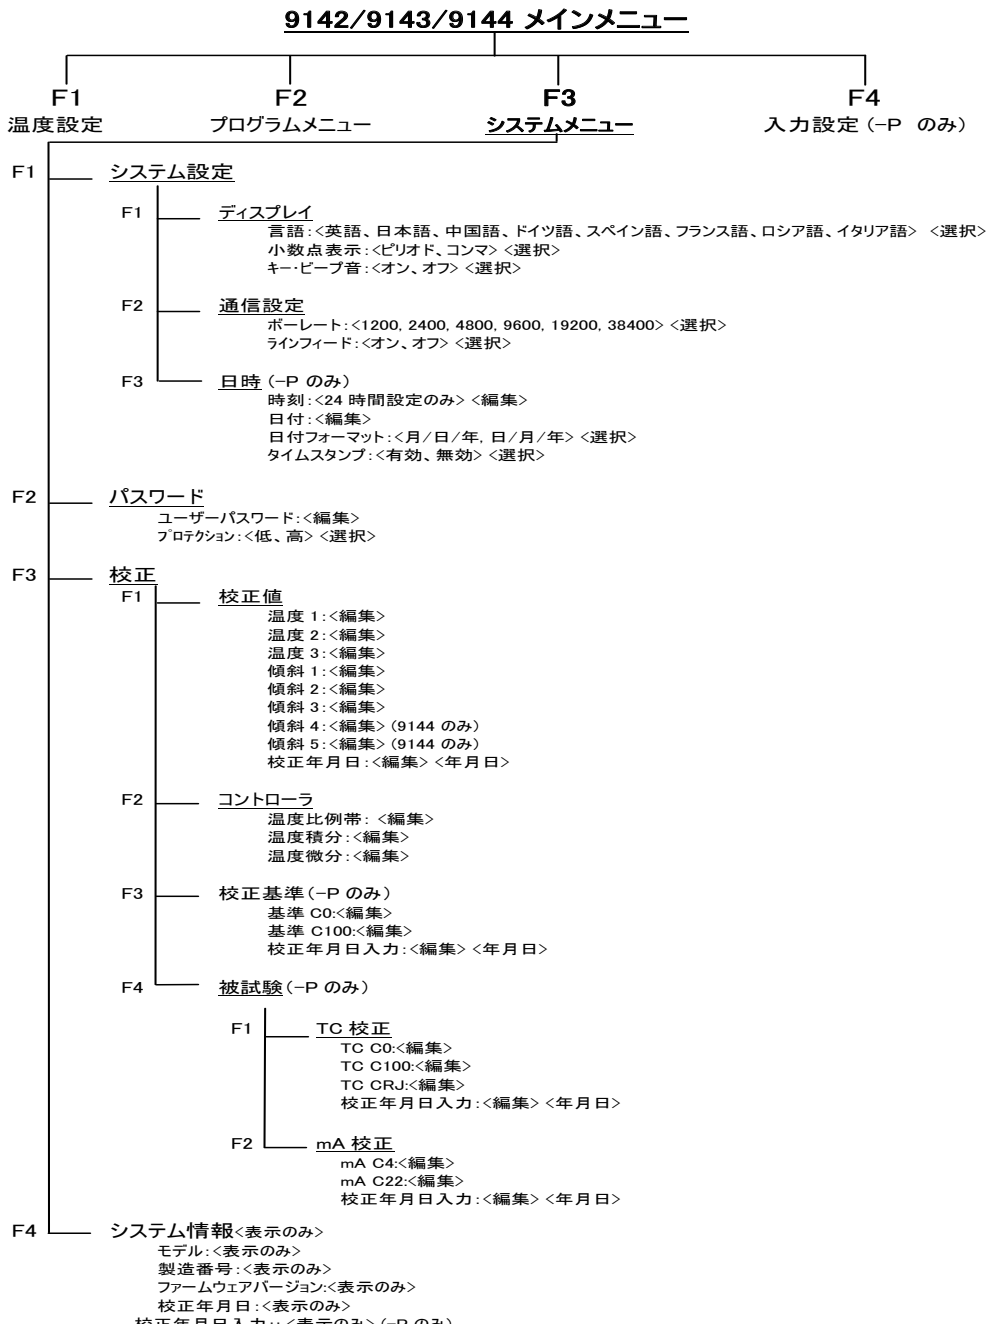 9142/9143/9144 メインメニュー
F1 F2 F3 F4
温度設定 プログラムメニュー システムメニュー 入力設定 (-P のみ)
F1 システム設定
F1 ディスプレイ
言語:<英語、日本語、中国語、ドイツ語、スペイン語、フランス語、ロシア語、イタリア語> <選択>
小数点表示:<ピリオド、コンマ> <選択>
キー・ビープ音:<オン、オフ> <選択>
F2 通信設定
ボーレート:<1200, 2400, 4800, 9600, 19200, 38400> <選択>
ラインフィード:<オン、オフ> <選択>
F3 日時 (-P のみ)
時刻:<24 時間設定のみ> <編集>
日付:<編集>
日付フォーマット:<月/日/年, 日/月/年> <選択>
タイムスタンプ:<有効、無効> <選択>
F2 パスワード
ユーザーパスワード:<編集>
プロテクション:<低、高> <選択>
F3 校正
F1 校正値
温度 1:<編集>
温度 2:<編集>
温度 3:<編集>
傾斜 1:<編集>
傾斜 2:<編集>
傾斜 3:<編集>
傾斜 4:<編集> (9144 のみ)
傾斜 5:<編集> (9144 のみ)
校正年月日:<編集> <年月日>
F2 コントローラ
温度比例帯: <編集>
温度積分:<編集>
温度微分:<編集>
F3 校正基準(-P のみ)
基準 C0:<編集>
基準 C100:<編集>
校正年月日入力:<編集> <年月日>
F4 被試験(-P のみ)
F1 TC 校正
TC C0:<編集>
TC C100:<編集>
TC CRJ:<編集>
校正年月日入力:<編集> <年月日>
F2 mA 校正
mA C4:<編集>
mA C22:<編集>
校正年月日入力:<編集> <年月日>
F4 システム情報<表示のみ>
モデル:<表示のみ>
製造番号:<表示のみ>
ファームウェアバージョン:<表示のみ>
校正年月日:<表示のみ>
校正年月日入力:<表示のみ> (-P のみ)